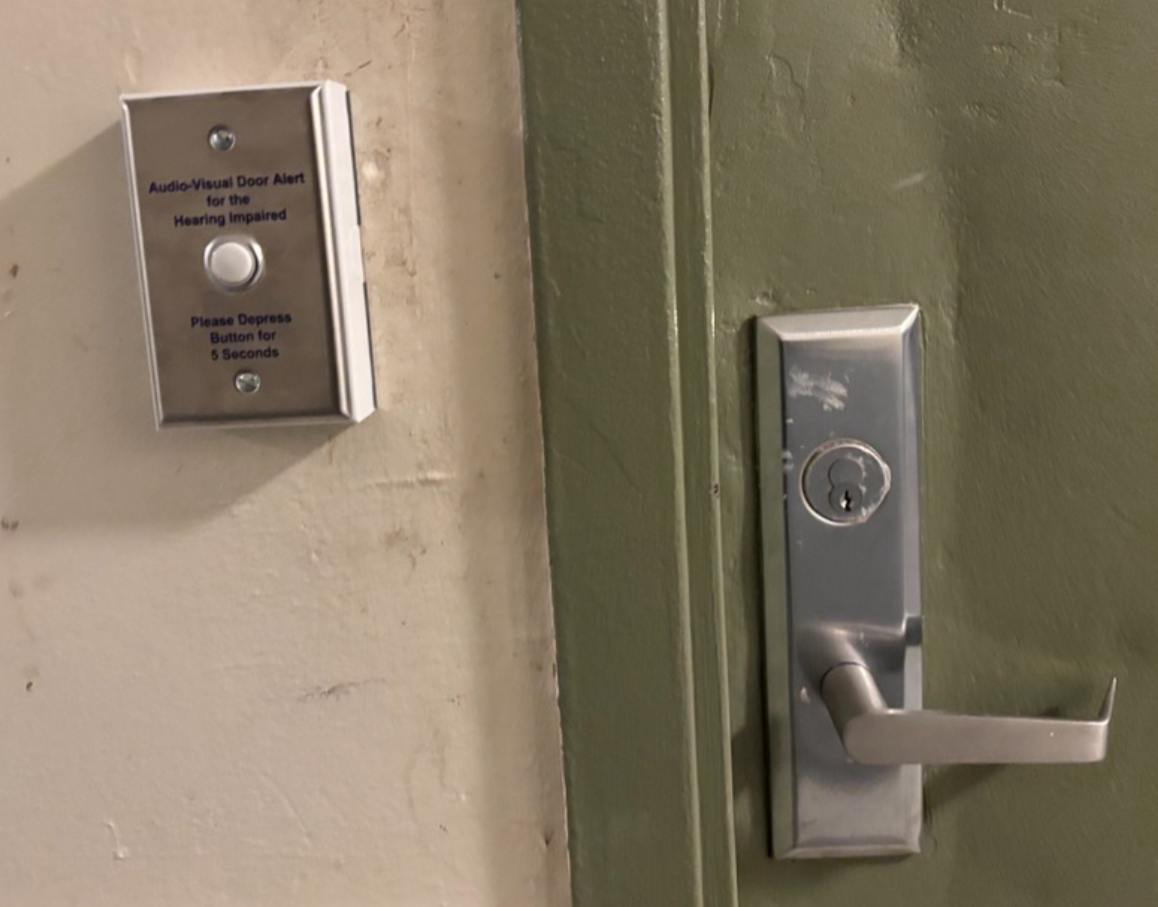 Audio-Visual Door Alert
for the
Hearing Impaired
Please Depress
Button for
5 Seconds